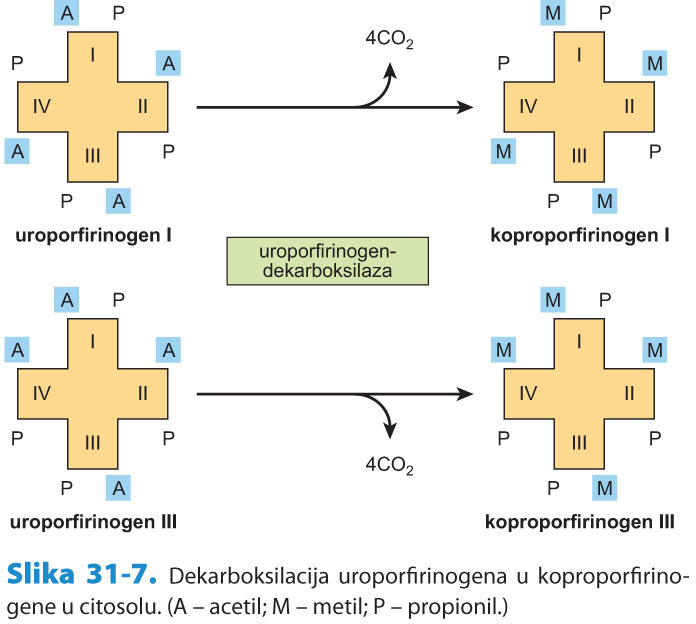 A P M P
4CO₂
I I
P A P M
IV II IV II
A III P M III P
P A P M
uroporfirinogen I koproporfirinogen I
uroporfirinogen-
dekarboksilaza
A P M P
I I
A A M M
IV II IV II
P III P P III P
4CO₂
P A P M
uroporfirinogen III koproporfirinogen III
Slika 31-7. Dekarboksilacija uroporfirinogena u koproporfirino-
gene u citosolu. (A – acetil; M – metil; P – propionil.)